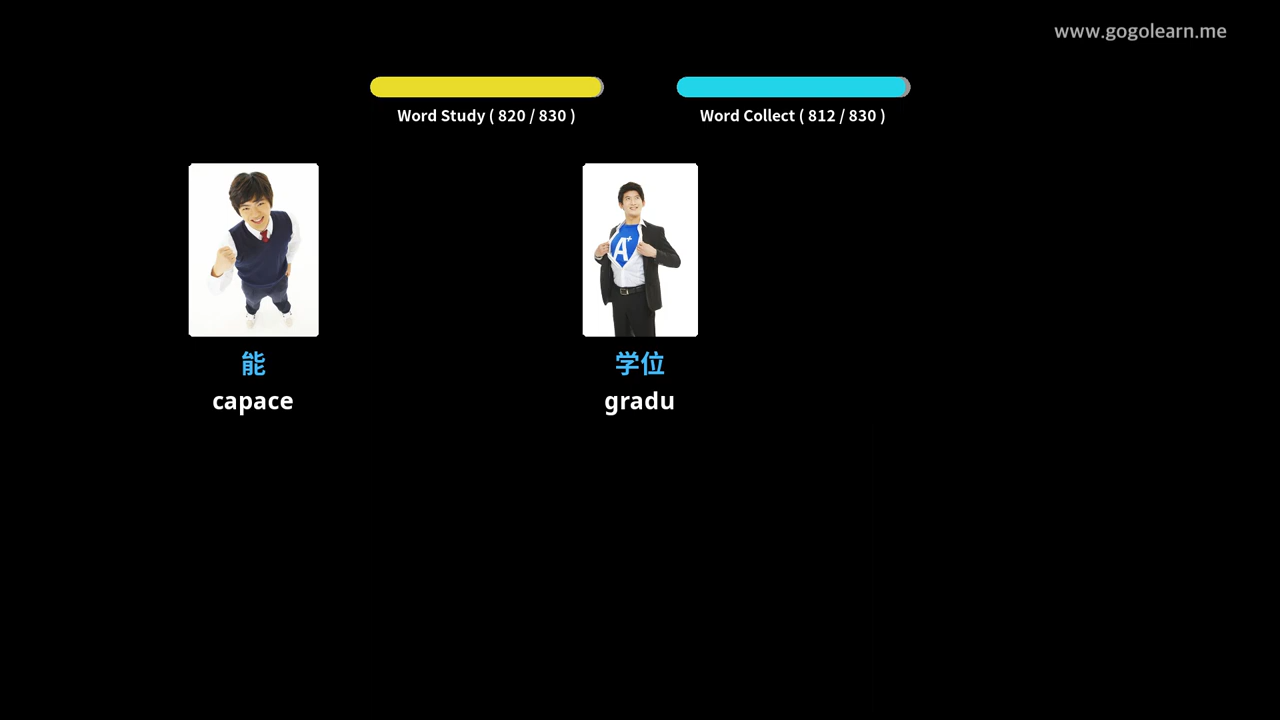 www.gogolearn.me
Word Study ( 820 / 830 )
Word Collect ( 812 / 830 )
A+
能
capace
学位
gradu